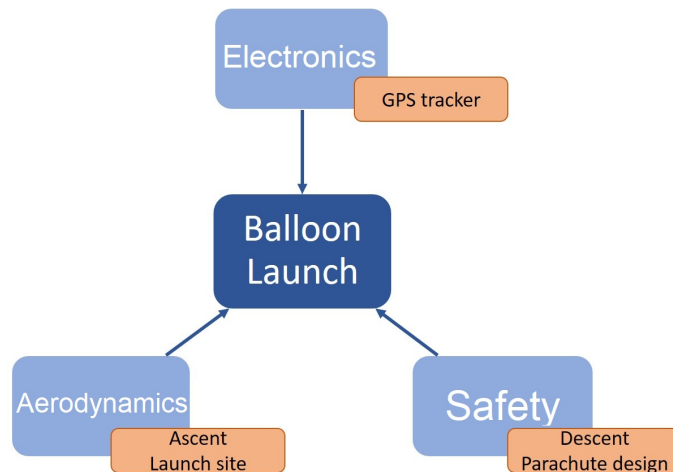 Electronics
GPS tracker
Balloon
Launch
Aerodynamics
Ascent
Launch site
Safety
Descent
Parachute design